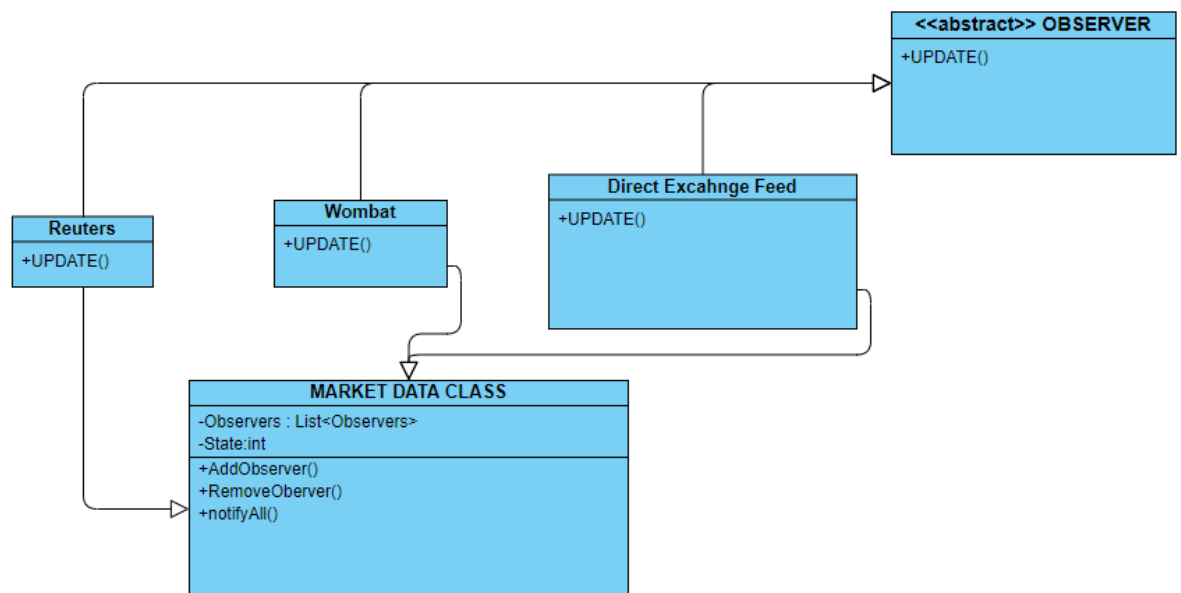 <<abstract>> OBSERVER
+UPDATE()
Direct Excahnge Feed
+UPDATE()
Wombat
+UPDATE()
Reuters
+UPDATE()
MARKET DATA CLASS
-Observers : List<Observers>
-State:int
+AddObserver()
+RemoveOberver()
+notifyAll()